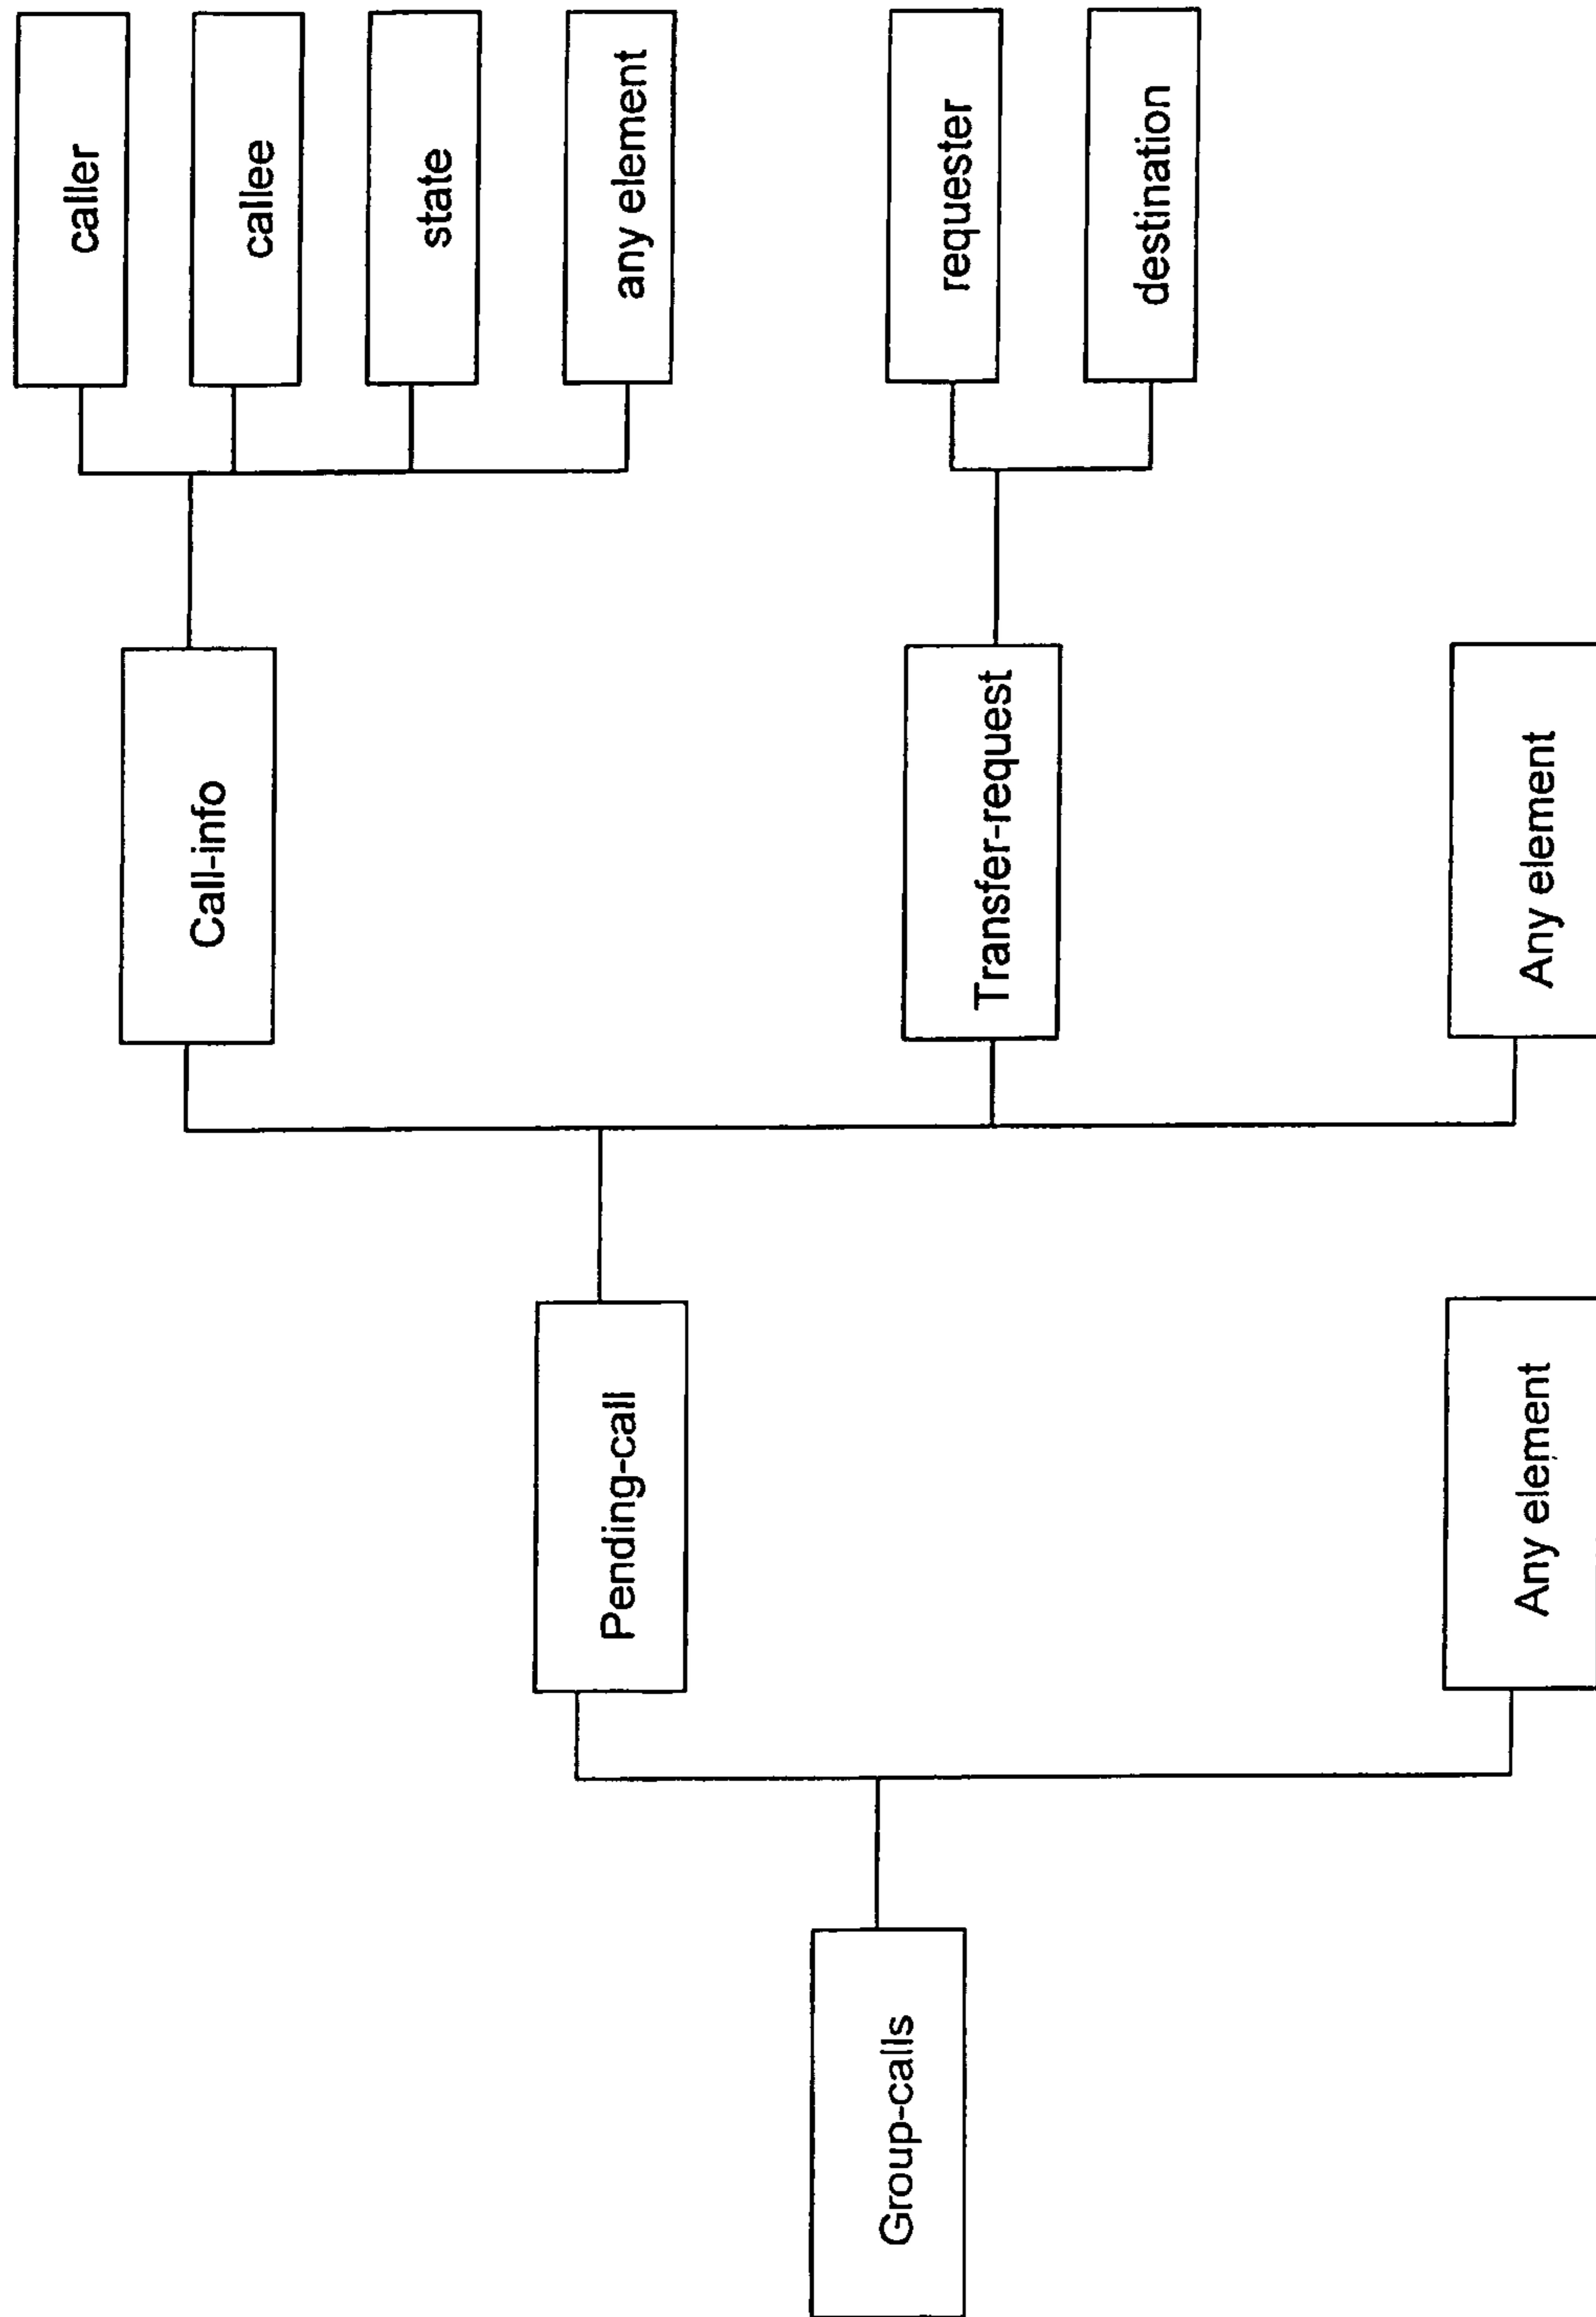 Group-calls
Pending-call
Any element
Call-info
Transfer-request
Any element
caller
callee
state
any element
requester
destination